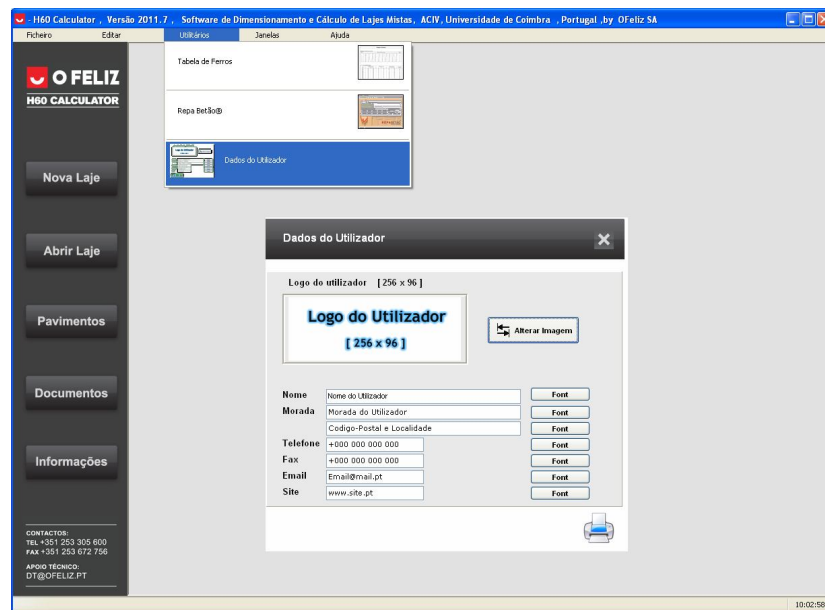 - H60 Calculator , Versão 2011.7 , Software de Dimensionamento e Cálculo de Lajes Mistas, ACIV, Universidade de Coimbra , Portugal ,by OFeliz SA
Ficheiro Editar Utilitários Janelas Ajuda
Tabela de Ferros
Repa Betão®
Dados do Utilizador
O FELIZ
H60 CALCULATOR
Nova Laje
Abrir Laje
Pavimentos
Documentos
Informações
CONTACTOS:
TEL +351 253 305 600
FAX +351 253 672 756
APOIO TÉCNICO:
DT@OFELIZ.PT
Dados do Utilizador
Logo do utilizador [ 256 x 96 ]
Logo do Utilizador
[ 256 x 96 ]
Alterar Imagem
Nome Nome do Utilizador Font
Morada Morada do Utilizador Font
Codigo-Postal e Localidade Font
Telefone +000 000 000 000 Font
Fax +000 000 000 000 Font
Email Email@mail.pt Font
Site www.site.pt Font
10:02:58